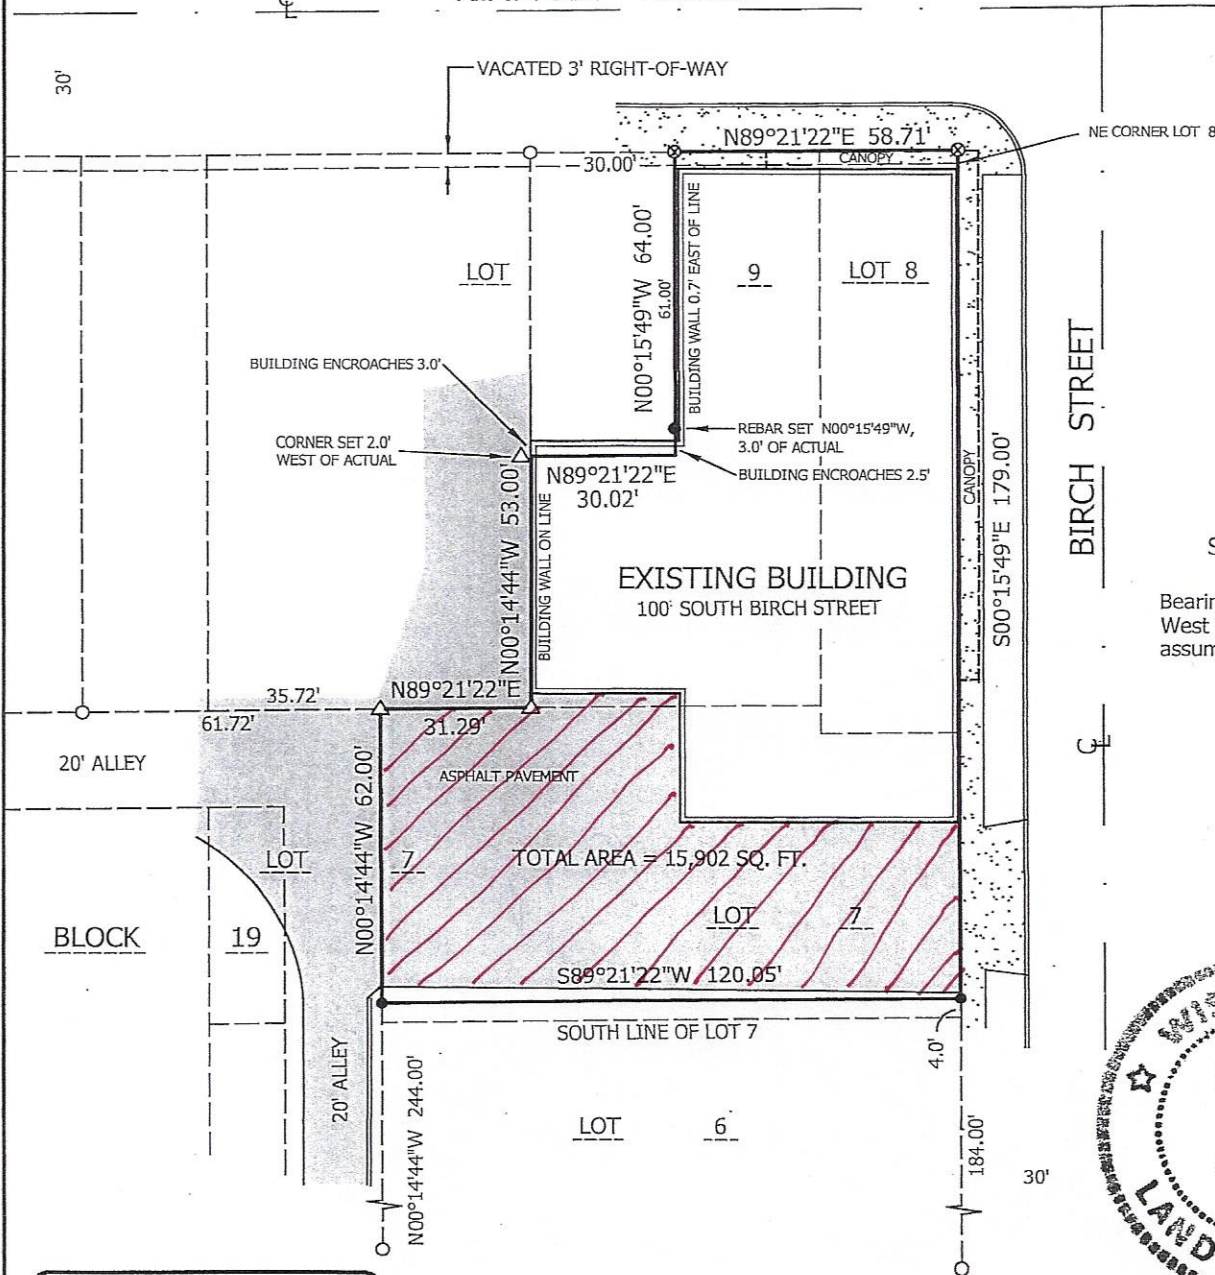 VACATED 3' RIGHT-OF-WAY
30'
N89°21'22"E 58.71'
NE CORNER LOT 8
CANOPY
30.00'
N00°15'49"W 64.00'
61.00'
BUILDING WALL 0.7' EAST OF LINE
LOT
9
LOT 8
BUILDING ENCROACHES 3.0'
REBAR SET N00°15'49"W,
3.0' OF ACTUAL
CORNER SET 2.0'
WEST OF ACTUAL
BUILDING ENCROACHES 2.5'
N89°21'22"E
30.02'
N00°14'44"W 53.00'
BUILDING WALL ON LINE
CANOPY
S00°15'49"E 179.00'
BIRCH STREET
EXISTING BUILDING
100 SOUTH BIRCH STREET
Bearin
West
assum
35.72'
N89°21'22"E
61.72'
31.29'
20' ALLEY
ASPHALT PAVEMENT
N00°14'44"W 62.00'
LOT
7
TOTAL AREA = 15,902 SQ. FT.
LOT
7
BLOCK
19
S89°21'22"W 120.05'
SOUTH LINE OF LOT 7
4.0'
20' ALLEY
N00°14'44"W 244.00'
LOT
6
184.00'
30'
WIS
LAND